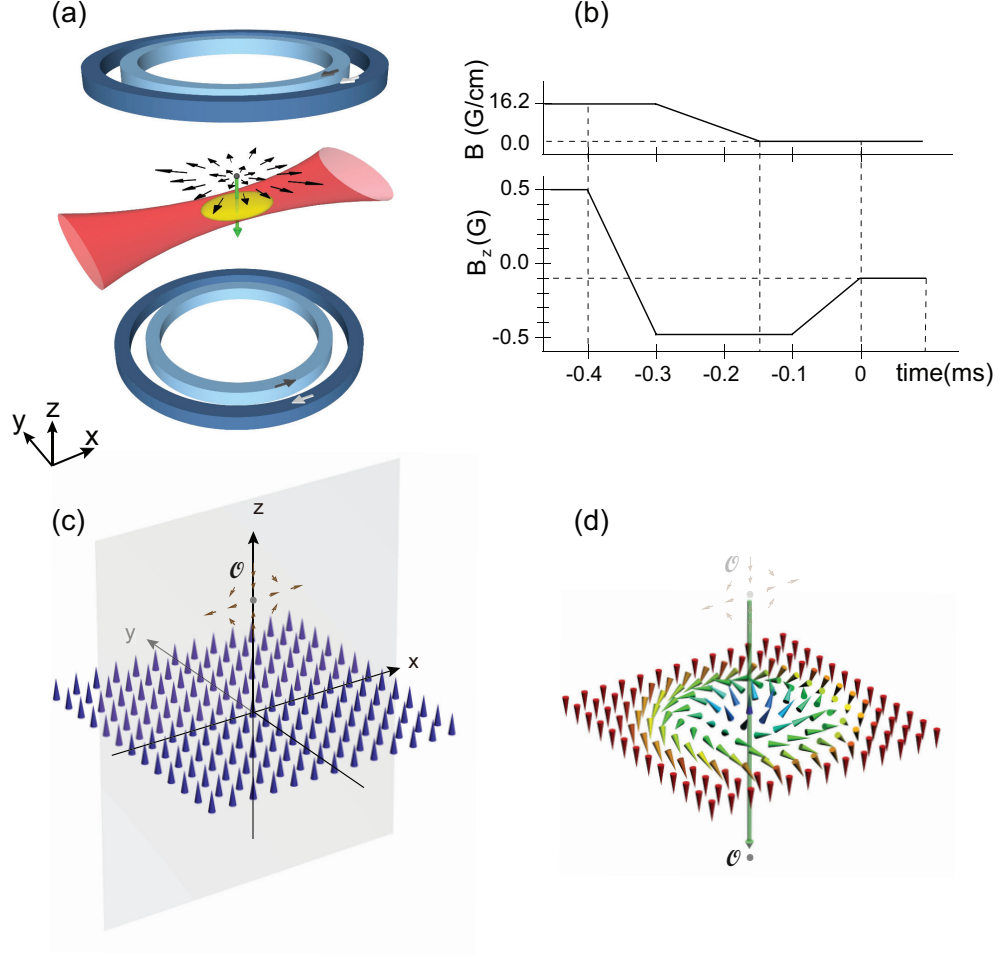 (a)
y
z
x
(b)
B (G/cm)
16.2
0.0
B_z (G)
0.5
0.0
-0.5
-0.4
-0.3
-0.2
-0.1
0
time(ms)
(c)
z
𝒪
y
x
(d)
𝒪
𝒪